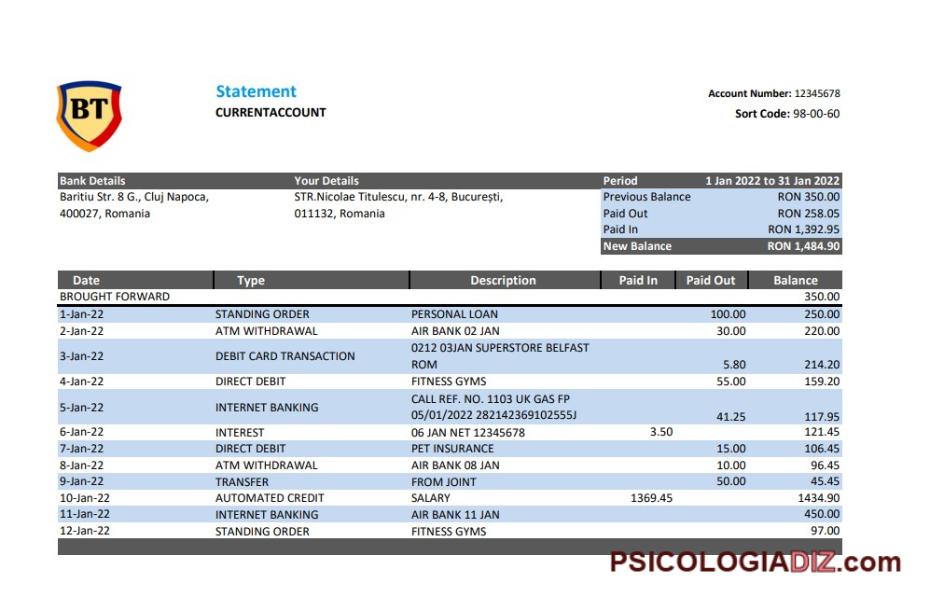 BT
Statement
CURRENTACCOUNT
Account Number: 12345678
Sort Code: 98-00-60
Bank Details Your Details Period 1 Jan 2022 to 31 Jan 2022
Baritiu Str. 8 G., Cluj Napoca, STR.Nicolae Titulescu, nr. 4-8, București, Previous Balance RON 350.00
400027, Romania 011132, Romania Paid Out RON 258.05
Paid In RON 1,392.95
New Balance RON 1,484.90
Date Type Description Paid In Paid Out Balance
BROUGHT FORWARD 350.00
1-Jan-22 STANDING ORDER PERSONAL LOAN 100.00 250.00
2-Jan-22 ATM WITHDRAWAL AIR BANK 02 JAN 30.00 220.00
3-Jan-22 DEBIT CARD TRANSACTION 0212 03JAN SUPERSTORE BELFAST
ROM 5.80 214.20
4-Jan-22 DIRECT DEBIT FITNESS GYMS 55.00 159.20
5-Jan-22 INTERNET BANKING CALL REF. NO. 1103 UK GAS FP
05/01/2022 282142369102555J 41.25 117.95
6-Jan-22 INTEREST 06 JAN NET 12345678 3.50 121.45
7-Jan-22 DIRECT DEBIT PET INSURANCE 15.00 106.45
8-Jan-22 ATM WITHDRAWAL AIR BANK 08 JAN 10.00 96.45
9-Jan-22 TRANSFER FROM JOINT 50.00 45.45
10-Jan-22 AUTOMATED CREDIT SALARY 1369.45 1434.90
11-Jan-22 INTERNET BANKING AIR BANK 11 JAN 450.00
12-Jan-22 STANDING ORDER FITNESS GYMS 97.00
PSICOLOGIADIZ.com